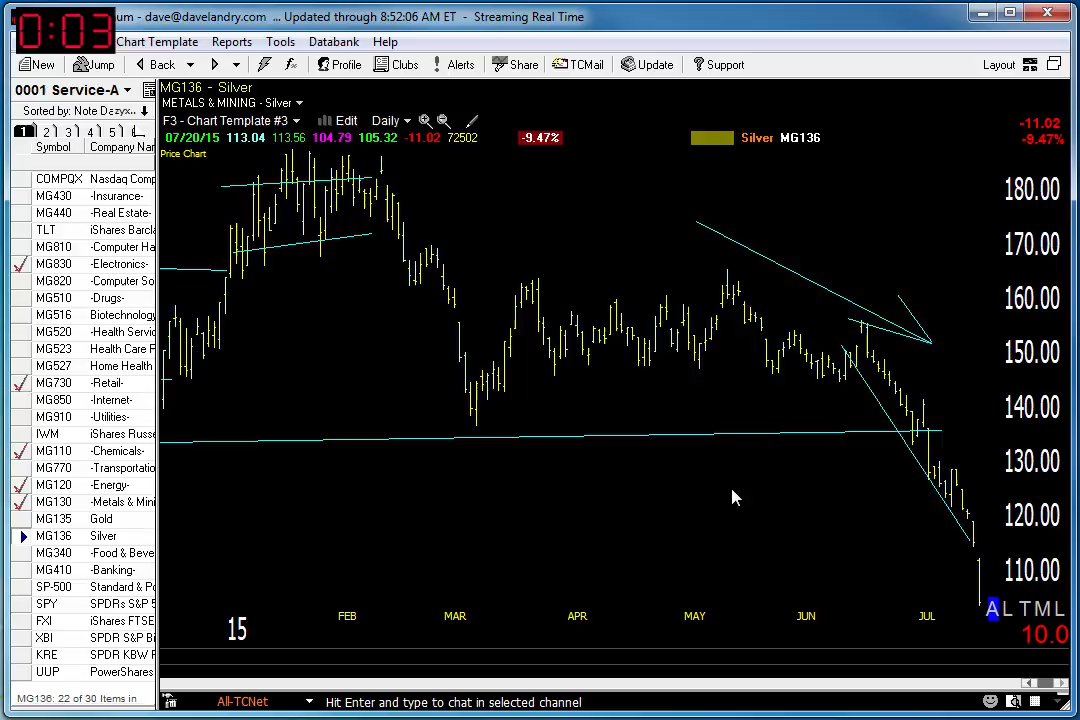 0:03
um - dave@davelandry.com ... Updated through 8:52:06 AM ET - Streaming Real Time
Chart Template Reports Tools Databank Help
New Jump Back Profile Clubs Alerts Share TCMail Update Support Layout
0001 Service-A
Sorted by: Note Dazyx..
1 2 3 4 5
Symbol Company Nar
COMPQX Nasdaq Comp
MG430 -Insurance-
MG440 -Real Estate-
TLT iShares Barcla
MG810 -Computer Ha
MG830 -Electronics-
MG820 -Computer So
MG510 -Drugs-
MG516 Biotechnology
MG520 -Health Servic
MG523 Health Care F
MG527 Home Health
MG730 -Retail-
MG850 -Internet-
MG910 -Utilities-
IWM iShares Russe
MG110 -Chemicals-
MG770 -Transportatio
MG120 -Energy-
MG130 -Metals & Mini
MG135 Gold
MG136 Silver
MG340 -Food & Beve
MG410 -Banking-
SP-500 Standard & Po
SPY SPDRs S&P 5
FXI iShares FTSE
XBI SPDR S&P Bi
KRE SPDR KBW R
UUP PowerShares
MG136: 22 of 30 Items in
MG136 - Silver
METALS & MINING - Silver
F3 - Chart Template #3 Edit Daily
07/20/15 113.04 113.56 104.79 105.32 -11.02 72502 -9.47% Silver MG136
-11.02
-9.47%
Price Chart
180.00
170.00
160.00
150.00
140.00
130.00
120.00
110.00
A L T M L
10.0
15 FEB MAR APR MAY JUN JUL
All-TCNet Hit Enter and type to chat in selected channel